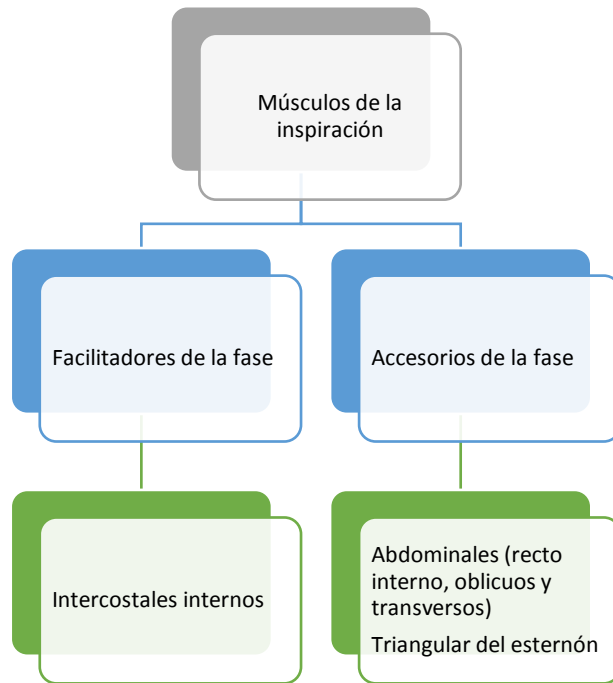 Músculos de la
inspiración
Facilitadores de la fase
Accesorios de la fase
Intercostales internos
Abdominales (recto
interno, oblicuos y
transversos)
Triangular del esternón